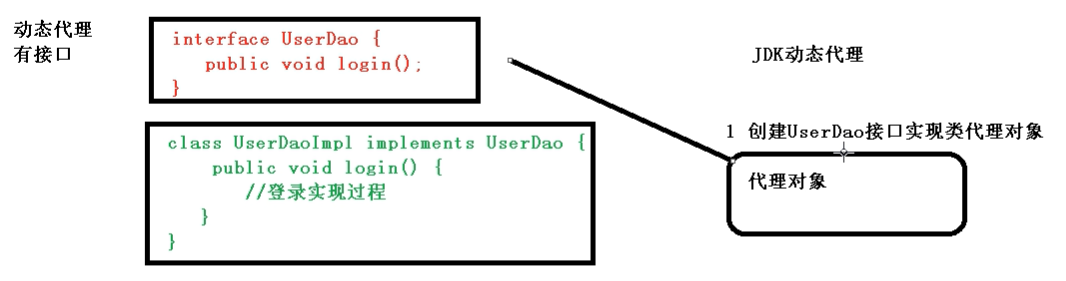 动态代理
有接口
interface UserDao {
public void login();
}
class UserDaoImpl implements UserDao {
public void login() {
//登录实现过程
}
}
JDK动态代理
1 创建UserDao接口实现类代理对象
代理对象